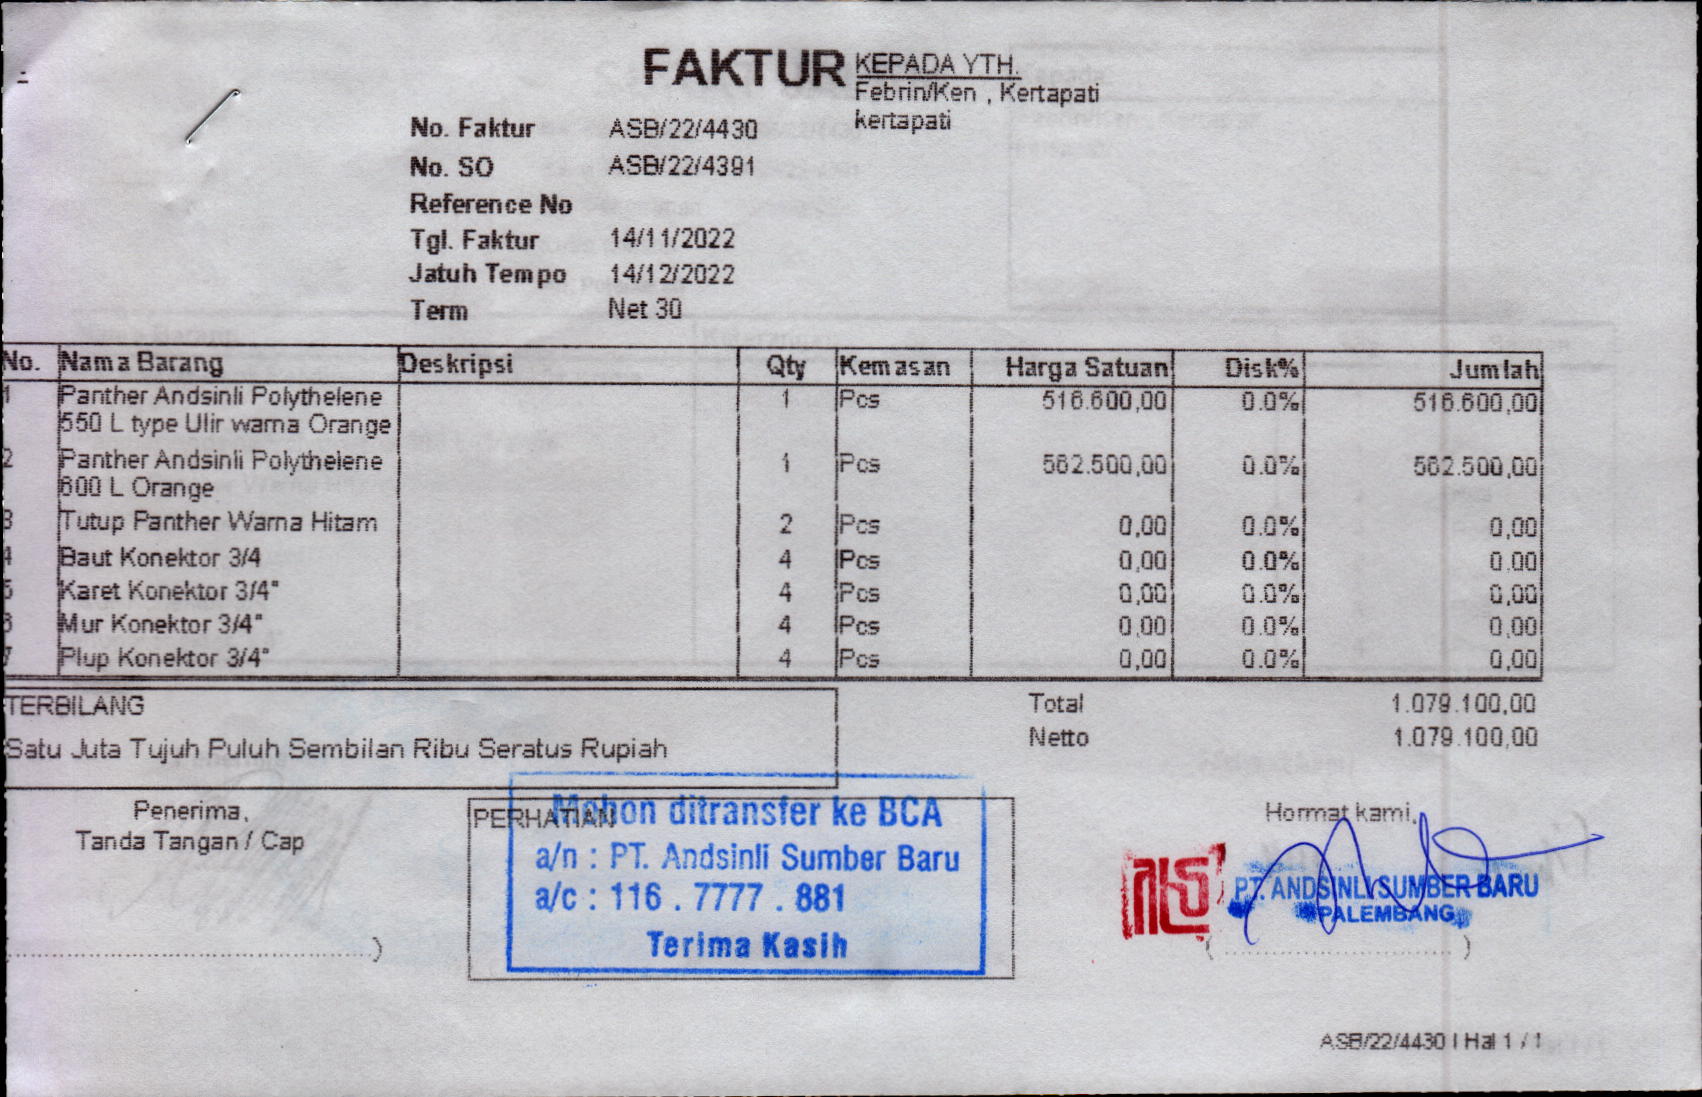 FAKTUR
KEPADA YTH.
Febrin/Ken , Kertapati
kertapati
No. Faktur ASB/22/4430
No. SO ASB/22/4391
Reference No
Tgl. Faktur 14/11/2022
Jatuh Tempo 14/12/2022
Term Net 30
No. Nama Barang Deskripsi Qty Kemasan Harga Satuan Disk% Jumlah
1 Panther Andsinli Polythelene 1 Pcs 516.600,00 0.0% 516.600,00
550 L type Ulir warna Orange
2 Panther Andsinli Polythelene 1 Pcs 562.500,00 0.0% 562.500,00
600 L Orange
3 Tutup Panther Warna Hitam 2 Pcs 0,00 0.0% 0,00
4 Baut Konektor 3/4 4 Pcs 0,00 0.0% 0,00
5 Karet Konektor 3/4" 4 Pcs 0,00 0.0% 0,00
6 Mur Konektor 3/4" 4 Pcs 0,00 0.0% 0,00
7 Plup Konektor 3/4" 4 Pcs 0,00 0.0% 0,00
TERBILANG
Satu Juta Tujuh Puluh Sembilan Ribu Seratus Rupiah
Total 1.079.100,00
Netto 1.079.100,00
Penerima,
Tanda Tangan / Cap
PERHATIAN
Mohon ditransfer ke BCA
a/n : PT. Andsinli Sumber Baru
a/c : 116 . 7777 . 881
Terima Kasih
Hormat kami,
PT. ANDSINLI SUMBER BARU
PALEMBANG
ASB/22/4430 | Hal 1 / 1